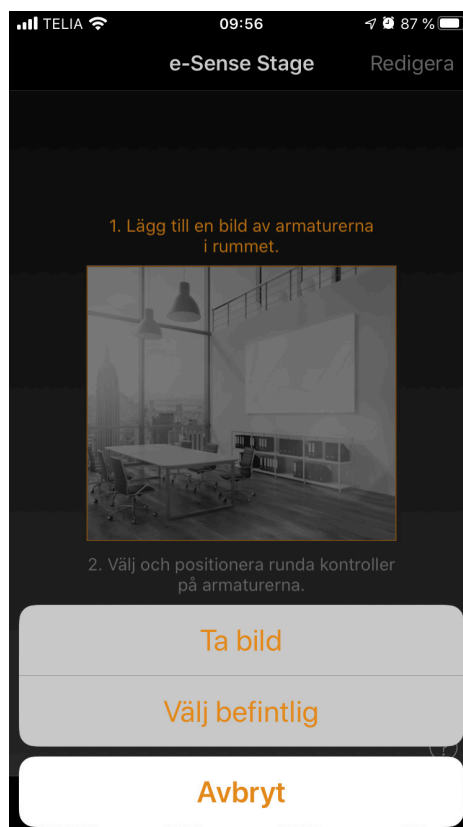 TELIA 09:56 87 %
e-Sense Stage Redigera
1. Lägg till en bild av armaturerna
i rummet.
2. Välj och positionera runda kontroller
på armaturerna.
Ta bild
Välj befintlig
?
Avbryt